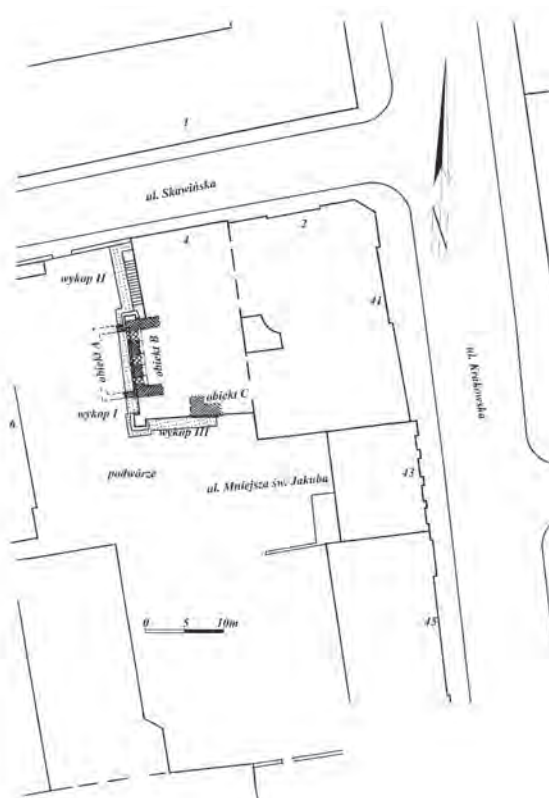 1
ul. Skawińska
4
2
wykop II
41
obiekt A
obiekt B
ul. Krakowska
obiekt C
wykop I
6
wykop III
podwórze
ul. Mniejsza św. Jakuba
43
0 5 10m
45